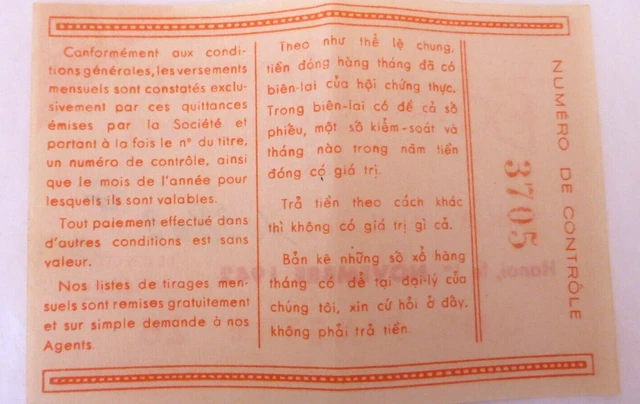 Conformément aux condi-
tions générales, les versements
mensuels sont constatés exclu-
sivement par ces quittances
émises par la Société et
portant à la fois le n° du titre,
un numéro de contrôle, ainsi
que le mois de l'année pour
lesquels ils sont valables.
Tout paiement effectué dans
d'autres conditions est sans
valeur.
Nos listes de tirages men-
suels sont remises gratuitement
et sur simple demande à nos
Agents.
Theo như thể lệ chung,
tiền đóng hàng tháng đã có
biên-lai của hội chứng thực.
Trong biên-lai có đề cả số
phiếu, một số kiểm-soát và
tháng nào trong năm tiền
đóng có giá trị.
Trả tiền theo cách khác
thì không có giá trị gì cả.
Bản kê những số xổ hàng
tháng có để tại đại-lý của
chúng tôi, xin cứ hỏi ở đấy,
không phải trả tiền.
NUMÉRO DE CONTRÔLE
3705
Hanoi, le 1er NOVEMBRE 1943